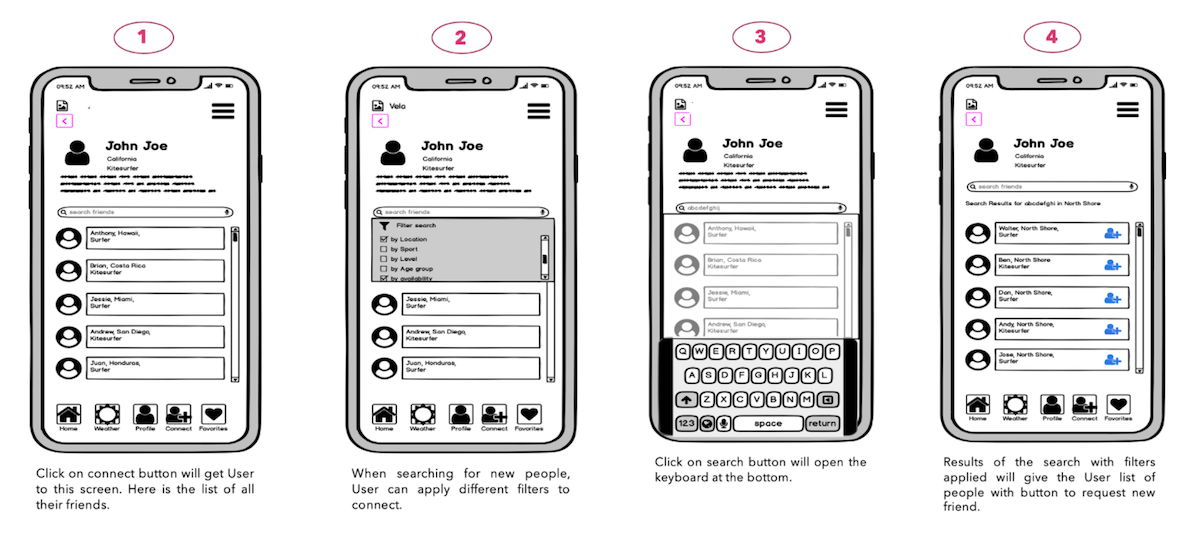 1
2
3
4
09:52 AM
John Joe
California
Kitesurfer
search friends
Anthony, Hawaii,
Surfer
Brian, Costa Rica
Kitesurfer
Jessie, Miami,
Surfer
Andrew, San Diego,
Kitesurfer
Juan, Honduras,
Surfer
Home Weather Profile Connect Favorites
Click on connect button will get User
to this screen. Here is the list of all
their friends.
09:52 AM
Velo
John Joe
California
Kitesurfer
search friends
Filter search
by Location
by Sport
by Level
by Age group
by availability
Jessie, Miami,
Surfer
Andrew, San Diego,
Kitesurfer
Juan, Honduras,
Surfer
Home Weather Profile Connect Favorites
When searching for new people,
User can apply different filters to
connect.
09:52 AM
John Joe
California
Kitesurfer
abcdefghij
Anthony, Hawaii,
Surfer
Brian, Costa Rica
Kitesurfer
Jessie, Miami,
Surfer
Andrew, San Diego,
Kitesurfer
Q W E R T Y U I O P
A S D F G H J K L
Z X C V B N M
123 space return
Click on search button will open the
keyboard at the bottom.
09:52 AM
John Joe
California
Kitesurfer
search friends
Search Results for abcdefghi in North Shore
Walter, North Shore,
Surfer
Ben, North Shore
Kitesurfer
Dan, North Shore,
Surfer
Andy, North Shore,
Kitesurfer
Jose, North Shore,
Surfer
Home Weather Profile Connect Favorites
Results of the search with filters
applied will give the User list of
people with button to request new
friend.